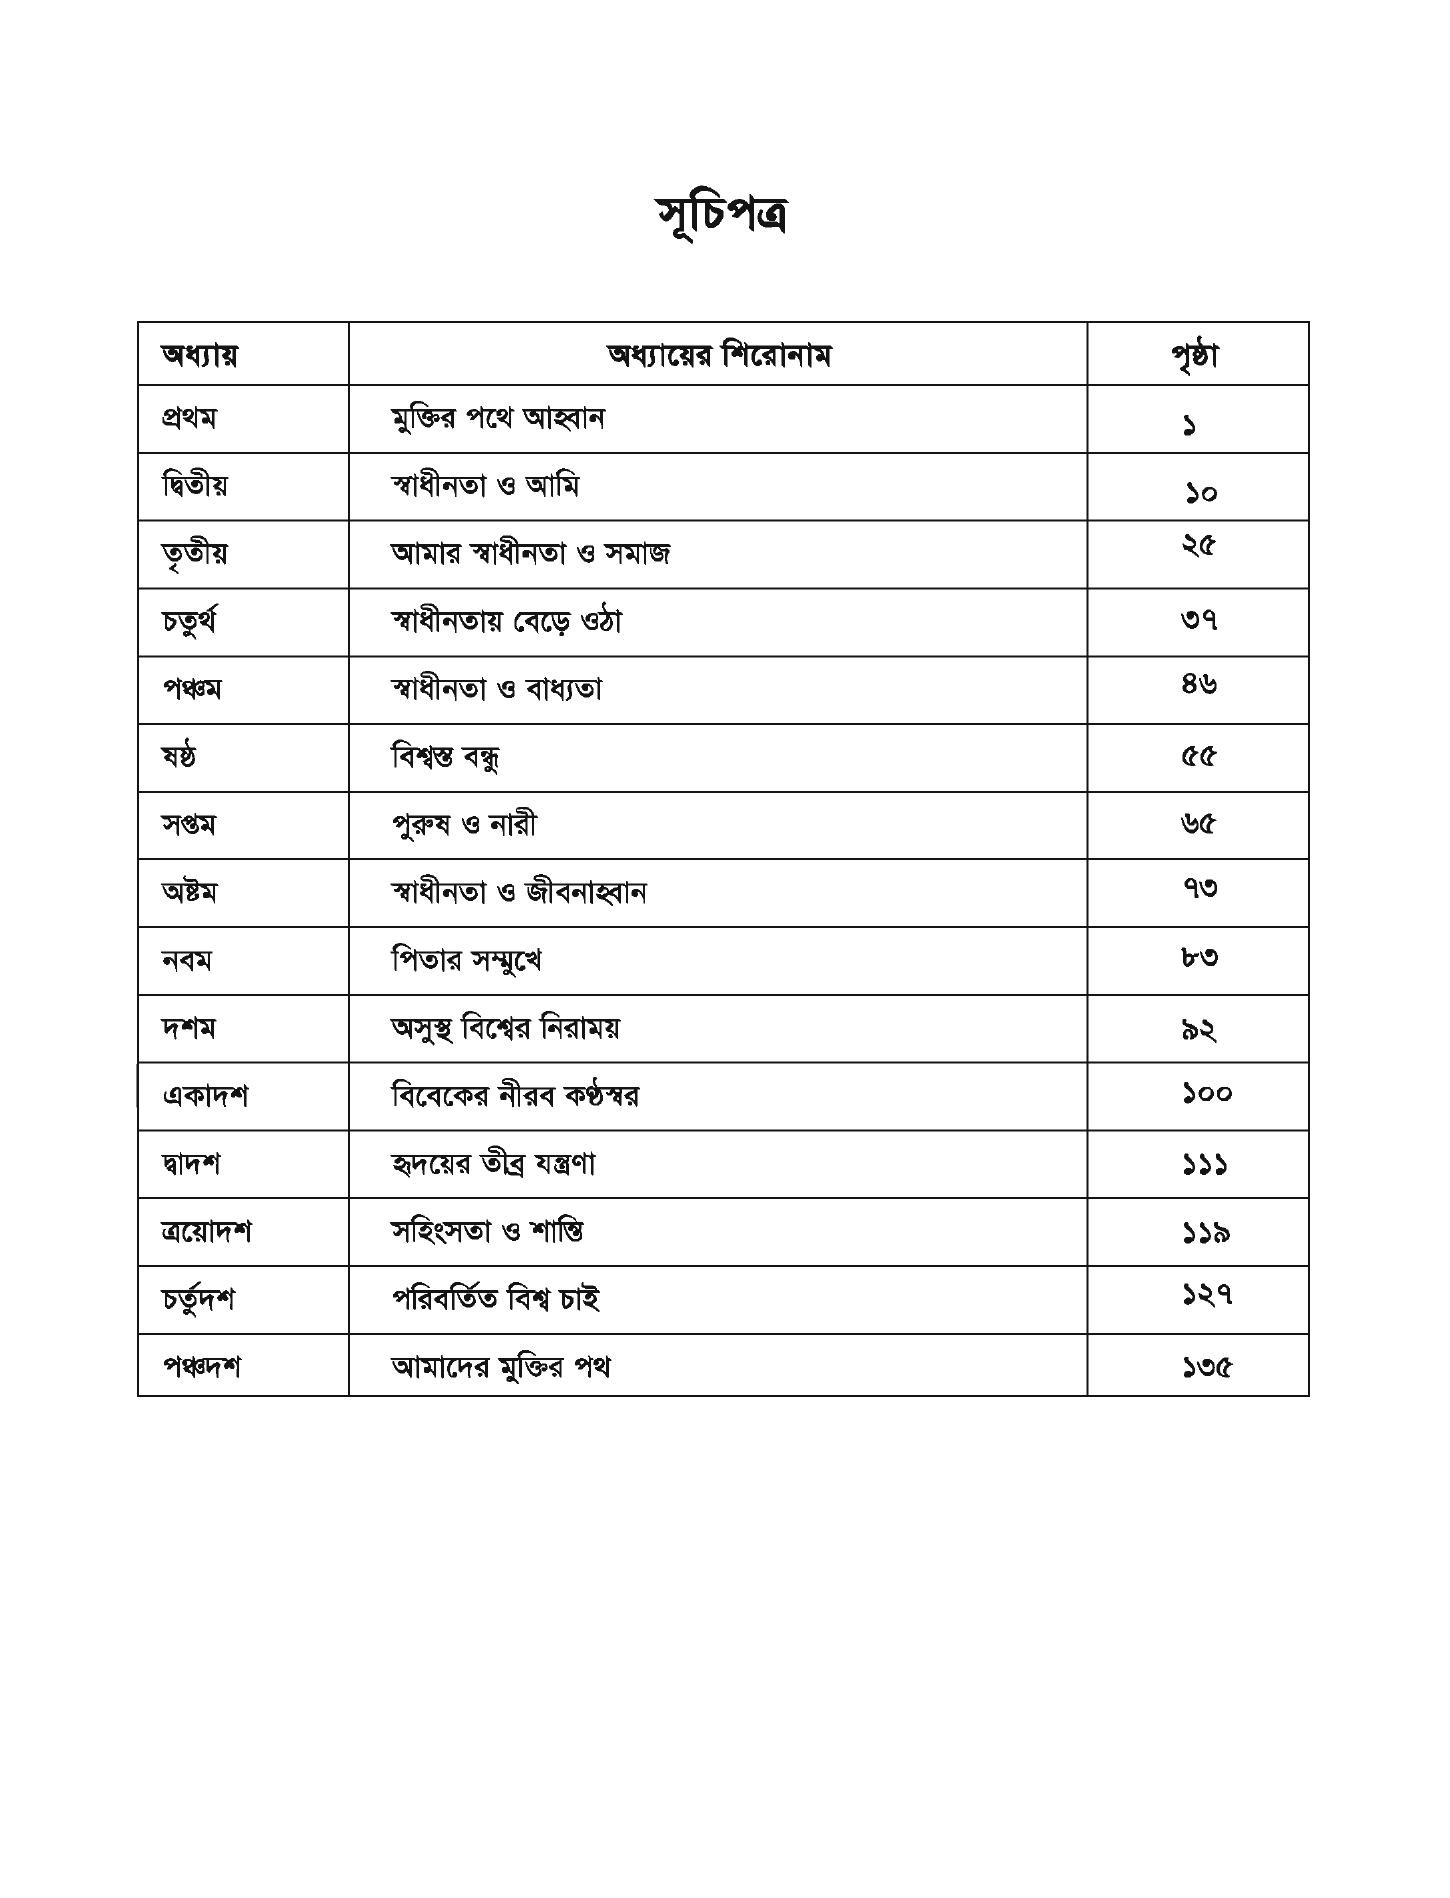 সূচিপত্র
অধ্যায় অধ্যায়ের শিরোনাম পৃষ্ঠা
প্রথম মুক্তির পথে আহ্বান ১
দ্বিতীয় স্বাধীনতা ও আমি ১০
তৃতীয় আমার স্বাধীনতা ও সমাজ ২৫
চতুর্থ স্বাধীনতায় বেড়ে ওঠা ৩৭
পঞ্চম স্বাধীনতা ও বাধ্যতা ৪৬
ষষ্ঠ বিশ্বস্ত বন্ধু ৫৫
সপ্তম পুরুষ ও নারী ৬৫
অষ্টম স্বাধীনতা ও জীবনাহ্বান ৭৩
নবম পিতার সম্মুখে ৮৩
দশম অসুস্থ বিশ্বের নিরাময় ৯২
একাদশ বিবেকের নীরব কণ্ঠস্বর ১০০
দ্বাদশ হৃদয়ের তীব্র যন্ত্রণা ১১১
ত্রয়োদশ সহিংসতা ও শান্তি ১১৯
চর্তুদশ পরিবর্তিত বিশ্ব চাই ১২৭
পঞ্চদশ আমাদের মুক্তির পথ ১৩৫